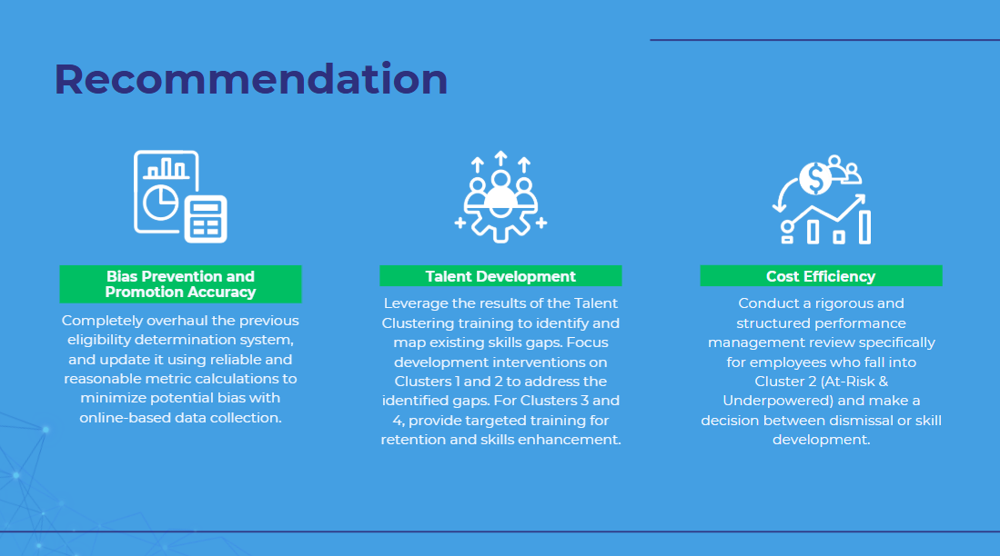 Recommendation
Bias Prevention and
Promotion Accuracy
Completely overhaul the previous
eligibility determination system,
and update it using reliable and
reasonable metric calculations to
minimize potential bias with
online-based data collection.
Talent Development
Leverage the results of the Talent
Clustering training to identify and
map existing skills gaps. Focus
development interventions on
Clusters 1 and 2 to address the
identified gaps. For Clusters 3 and
4, provide targeted training for
retention and skills enhancement.
Cost Efficiency
Conduct a rigorous and
structured performance
management review specifically
for employees who fall into
Cluster 2 (At-Risk &
Underpowered) and make a
decision between dismissal or skill
development.